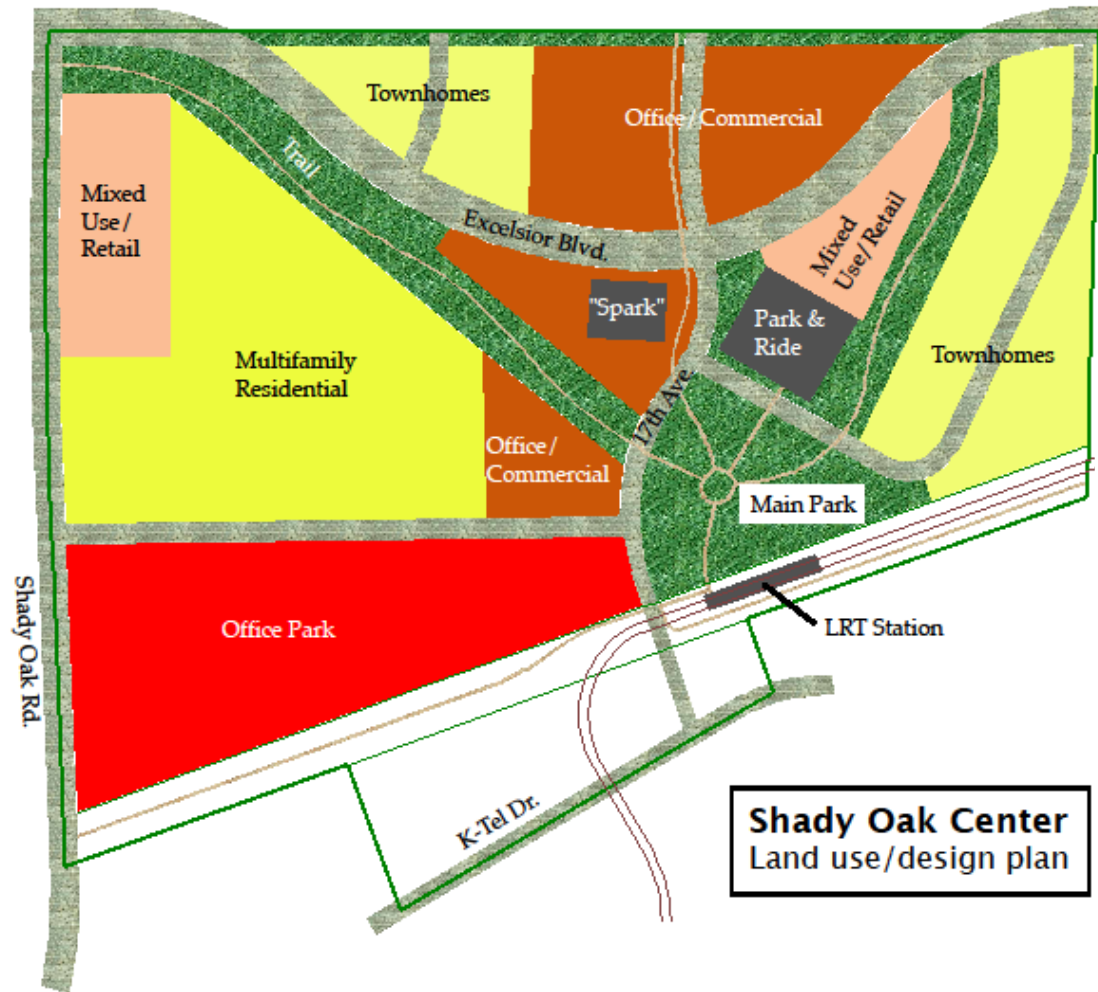 Townhomes
Office/Commercial
Trail
Mixed
Use/
Retail
Excelsior Blvd.
Mixed
Use/Retail
"Spark"
Park &
Ride
Multifamily
Residential
Townhomes
17th Ave
Office/
Commercial
Main Park
Shady Oak Rd.
Office Park
LRT Station
K-Tel Dr.
Shady Oak Center
Land use/design plan